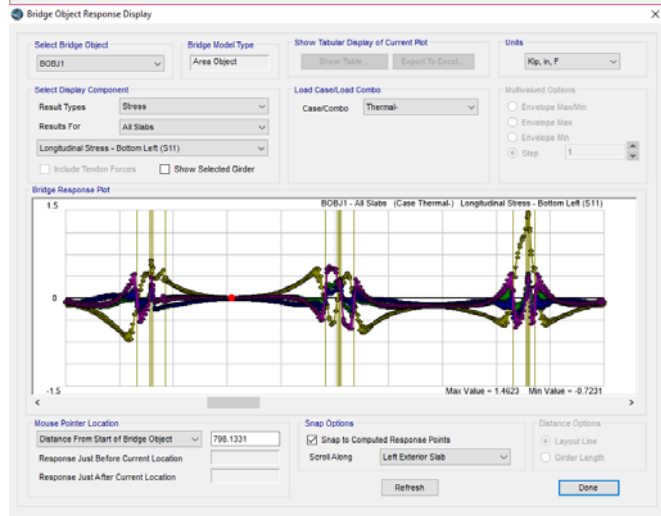 Bridge Object Response Display
Select Bridge Object
BOBJ1
Bridge Model Type
Area Object
Show Tabular Display of Current Plot
Show Table...
Export To Excel...
Units
Kip, in, F
Select Display Component
Result Types
Stress
Results For
All Slabs
Longitudinal Stress - Bottom Left (S11)
Include Tendon Forces
Show Selected Girder
Load Case/Load Combo
Case/Combo
Thermal-
Multivalued Options
Envelope Max/Min
Envelope Max
Envelope Min
Step
1
Bridge Response Plot
1.5
BOBJ1 - All Slabs (Case Thermal-) Longitudinal Stress - Bottom Left (S11)
0
-1.5
Max Value = 1.4623 Min Value = -0.7231
Mouse Pointer Location
Distance From Start of Bridge Object
798.1331
Response Just Before Current Location
Response Just After Current Location
Snap Options
Snap to Computed Response Points
Scroll Along
Left Exterior Slab
Distance Options
Layout Line
Girder Length
Refresh
Done